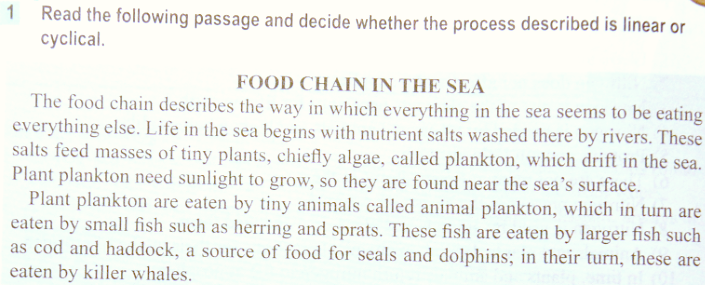 1 Read the following passage and decide whether the process described is linear or
cyclical.
FOOD CHAIN IN THE SEA
The food chain describes the way in which everything in the sea seems to be eating
everything else. Life in the sea begins with nutrient salts washed there by rivers. These
salts feed masses of tiny plants, chiefly algae, called plankton, which drift in the sea.
Plant plankton need sunlight to grow, so they are found near the sea's surface.
Plant plankton are eaten by tiny animals called animal plankton, which in turn are
eaten by small fish such as herring and sprats. These fish are eaten by larger fish such
as cod and haddock, a source of food for seals and dolphins; in their turn, these are
eaten by killer whales.